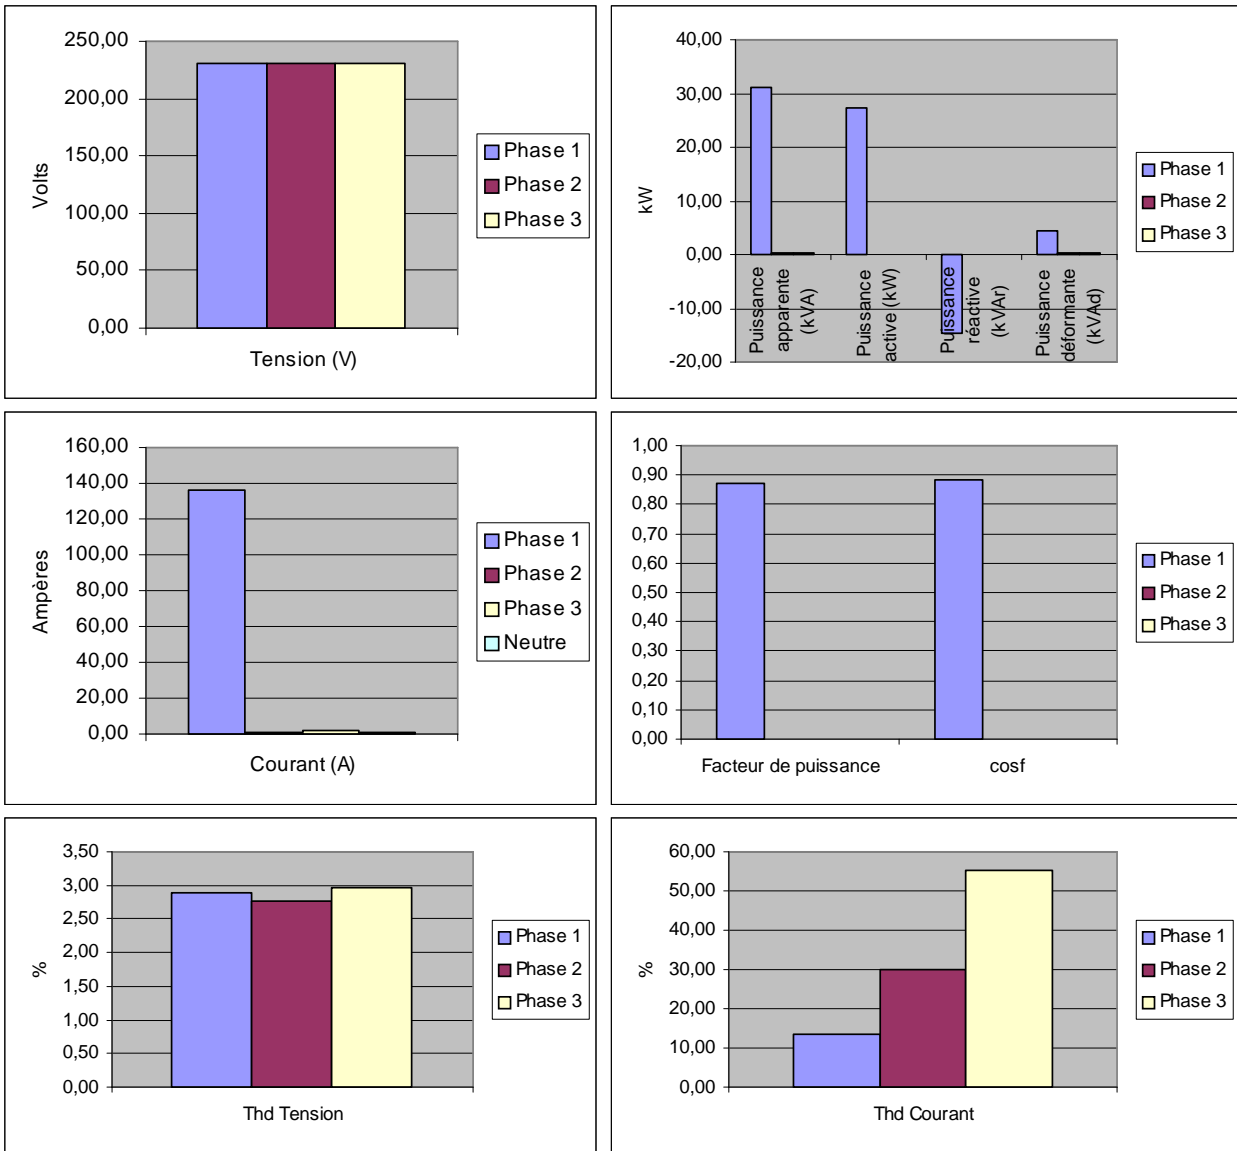 250,00
200,00
150,00
100,00
50,00
0,00
Volts
Tension (V)
Phase 1
Phase 2
Phase 3
40,00
30,00
20,00
10,00
0,00
-10,00
-20,00
kW
Puissance
apparente
(kVA)
Puissance
active (kW)
Puissance
réactive
(kVAr)
Puissance
déformante
(kVAd)
Phase 1
Phase 2
Phase 3
160,00
140,00
120,00
100,00
80,00
60,00
40,00
20,00
0,00
Ampères
Courant (A)
Phase 1
Phase 2
Phase 3
Neutre
1,00
0,90
0,80
0,70
0,60
0,50
0,40
0,30
0,20
0,10
0,00
Facteur de puissance
cosf
Phase 1
Phase 2
Phase 3
3,50
3,00
2,50
2,00
1,50
1,00
0,50
0,00
%
Thd Tension
Phase 1
Phase 2
Phase 3
60,00
50,00
40,00
30,00
20,00
10,00
0,00
%
Thd Courant
Phase 1
Phase 2
Phase 3